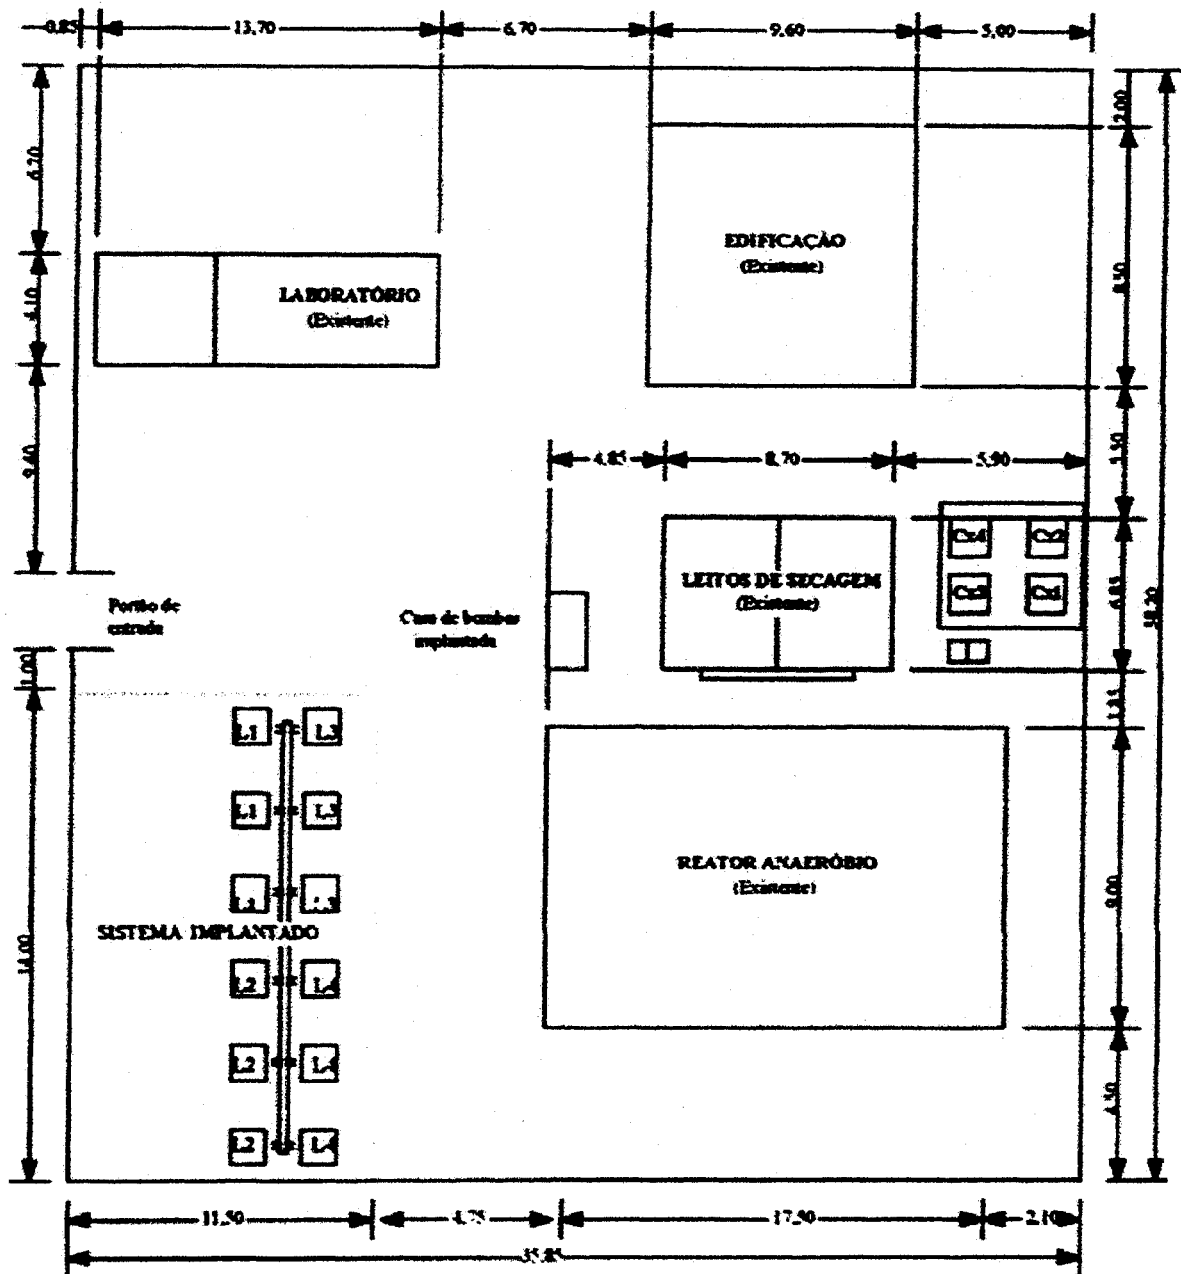 0.85
13,70
6,70
9,60
5,00
2,00
EDIFICAÇÃO
(Existente)
4,10
LABORATÓRIO
(Existente)
8,50
9,40
4,85
8,70
5,90
Cx4
Cx2
LEITOS DE SECAGEM
(Existente)
Cx3
Cx1
6,85
Portão de
entrada
Casa de bombas
implantada
1,00
1,85
L1
L3
L1
L3
L1
L3
REATOR ANAERÓBIO
(Existente)
9,00
SISTEMA IMPLANTADO
14,00
L2
L4
L2
L4
4,50
L2
L4
11,50
4,75
17,50
2,10
35,85